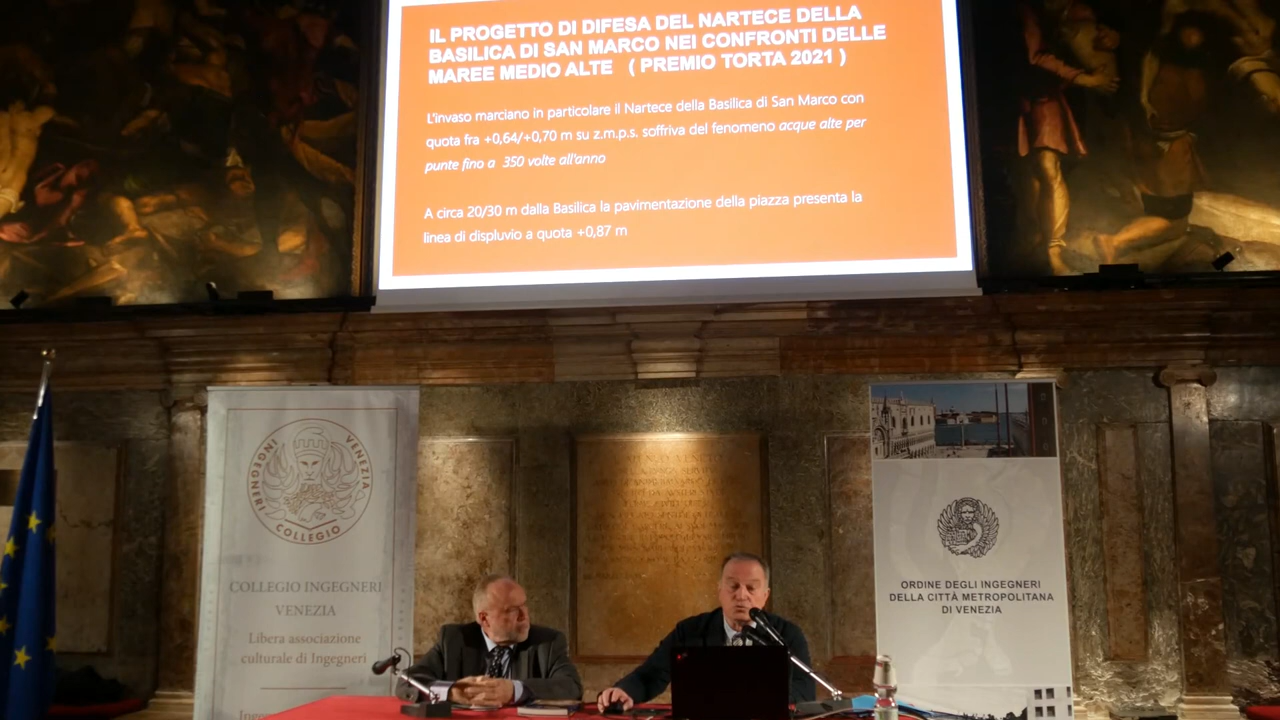 IL PROGETTO DI DIFESA DEL NARTECE DELLA
BASILICA DI SAN MARCO NEI CONFRONTI DELLE
MAREE MEDIO ALTE ( PREMIO TORTA 2021 )
L'invaso marciano in particolare il Nartece della Basilica di San Marco con
quota fra +0,64/+0,70 m su z.m.p.s. soffriva del fenomeno acque alte per
punte fino a 350 volte all'anno
A circa 20/30 m dalla Basilica la pavimentazione della piazza presenta la
linea di displuvio a quota +0,87 m
INGEGNERI VENEZIA
COLLEGIO
COLLEGIO INGEGNERI
VENEZIA
Libera associazione
culturale di Ingegneri
ORDINE DEGLI INGEGNERI
DELLA CITTÀ METROPOLITANA
DI VENEZIA